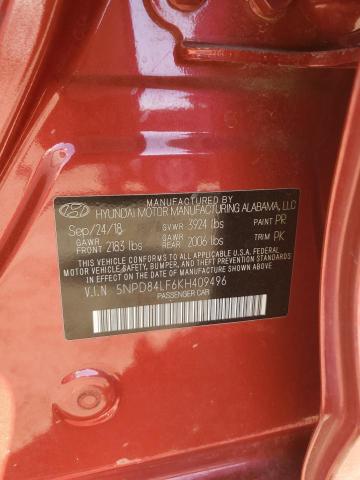 MANUFACTURED BY
HYUNDAI MOTOR MANUFACTURING ALABAMA, LLC
Sep/24/18 GVWR 3924 lbs PAINT PR
GAWR FRONT 2183 lbs GAWR REAR 2006 lbs TRIM PK
THIS VEHICLE CONFORMS TO ALL APPLICABLE FEDERAL
MOTOR VEHICLE SAFETY, BUMPER, AND THEFT PREVENTION STANDARDS
IN EFFECT ON THE DATE OF MANUFACTURE SHOWN ABOVE.
V.I.N 5NPD84LF6KH409496
PASSENGER CAR